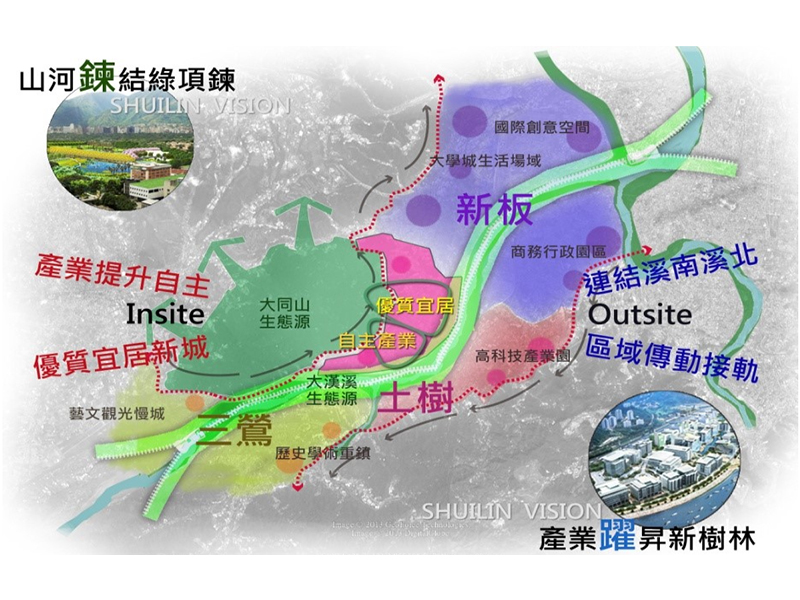 山河鍊結綠項鍊
SHUILIN VISION
國際創意空間
大學城生活場域
新板
商務行政園區
產業提升自主
Insite
優質宜居新城
大同山
生態源
優質宜居
自主產業
連結溪南溪北
Outsite
區域傳動接軌
高科技產業園
大漢溪
生態源
土樹
藝文觀光慢城
三鶯
歷史學術重鎮
SHUILIN VISION
產業躍昇新樹林